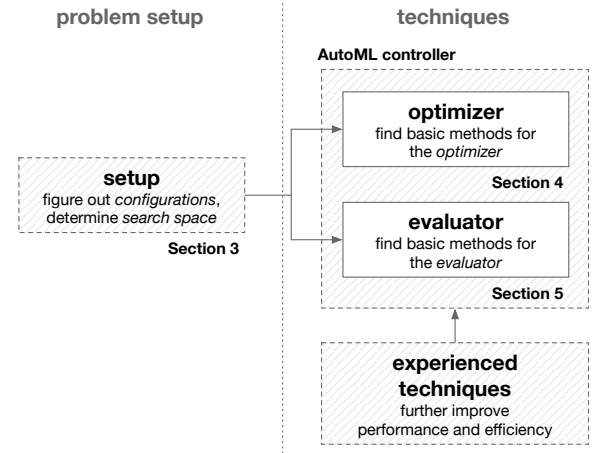 problem setup
techniques
AutoML controller
optimizer
find basic methods for
the optimizer
Section 4
setup
figure out configurations,
determine search space
Section 3
evaluator
find basic methods for
the evaluator
Section 5
experienced
techniques
further improve
performance and efficiency